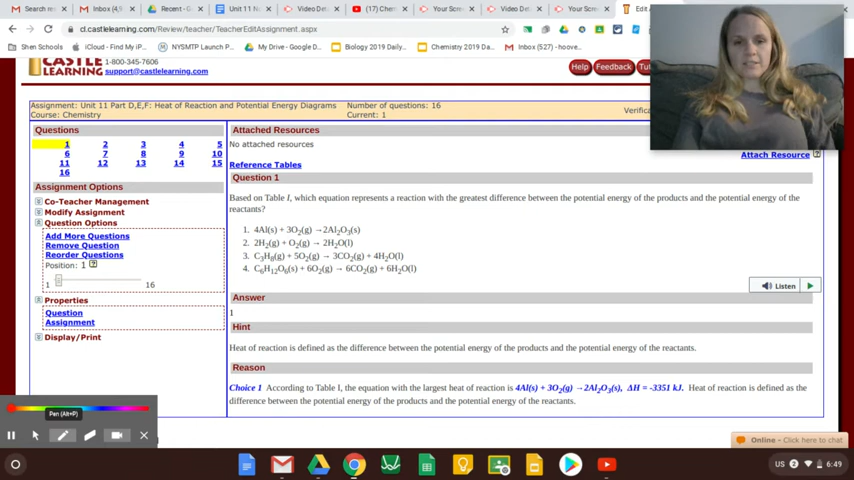 Search re
Inbox (4,9
Recent - G
Unit 11 N
Video Det
(17) Chem
Your Scree
Video Det
Your Scree
Edit A
cl.castlelearning.com/Review/teacher/TeacherEditAssignment.aspx
Shen Schools
iCloud - Find My iP...
NYSMTP Launch P...
My Drive - Google D...
Biology 2019 Daily...
Chemistry 2019 Dai...
Inbox (527) - hoove...
CASTLE
LEARNING
1-800-345-7606
support@castlelearning.com
Help
Feedback
Tut
Assignment: Unit 11 Part D,E,F: Heat of Reaction and Potential Energy Diagrams
Course: Chemistry
Number of questions: 16
Current: 1
Verifica
Questions
1 2 3 4 5
6 7 8 9 10
11 12 13 14 15
16
Assignment Options
Co-Teacher Management
Modify Assignment
Question Options
Add More Questions
Remove Question
Reorder Questions
Position: 1
1 16
Properties
Question
Assignment
Display/Print
Attached Resources
No attached resources
Attach Resource
Reference Tables
Question 1
Based on Table I, which equation represents a reaction with the greatest difference between the potential energy of the products and the potential energy of the
reactants?
1. 4Al(s) + 3O₂(g) →2Al₂O₃(s)
2. 2H₂(g) + O₂(g) → 2H₂O(l)
3. C₃H₈(g) + 5O₂(g) → 3CO₂(g) + 4H₂O(l)
4. C₆H₁₂O₆(s) + 6O₂(g) → 6CO₂(g) + 6H₂O(l)
Listen
Answer
1
Hint
Heat of reaction is defined as the difference between the potential energy of the products and the potential energy of the reactants.
Reason
Choice 1 According to Table I, the equation with the largest heat of reaction is 4Al(s) + 3O₂(g) →2Al₂O₃(s), ΔH = -3351 kJ. Heat of reaction is defined as the
difference between the potential energy of the products and the potential energy of the reactants.
Pen (Alt+P)
Online - Click here to chat
US 2 6:49